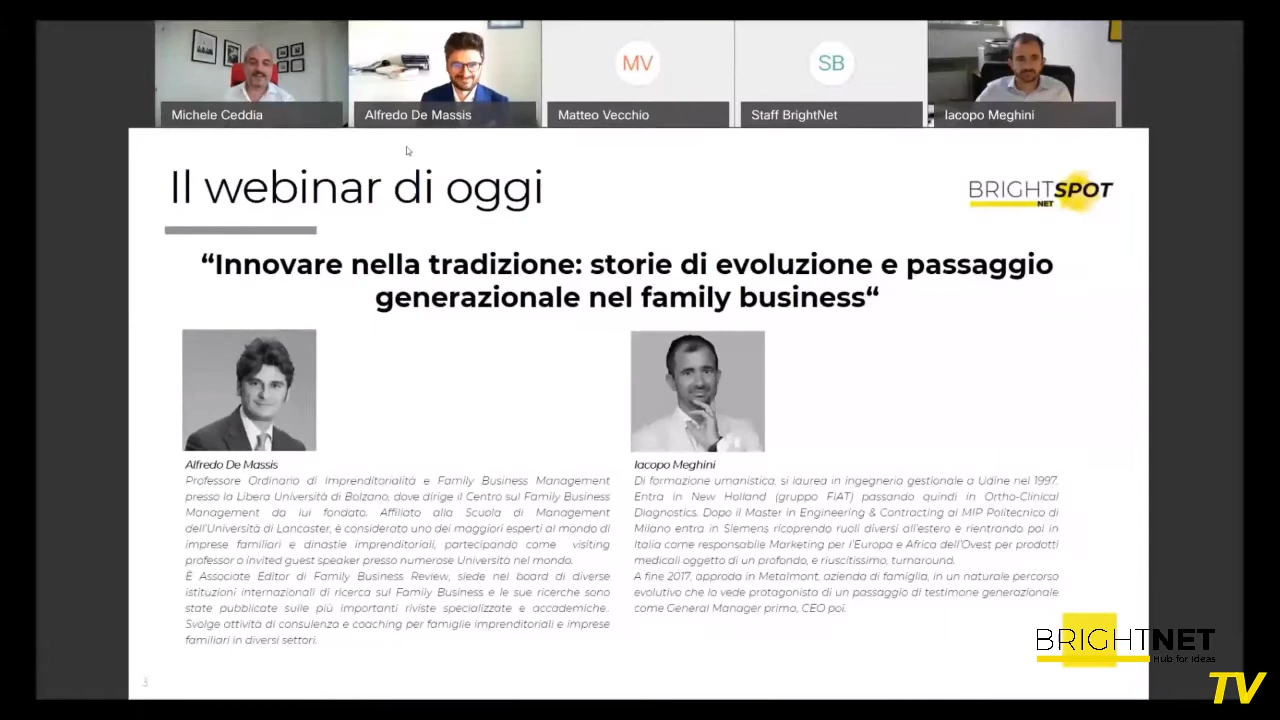 MV
SB
Michele Ceddia
Alfredo De Massis
Matteo Vecchio
Staff BrightNet
Iacopo Meghini
Il webinar di oggi
BRIGHTSPOT
NET
“Innovare nella tradizione: storie di evoluzione e passaggio
generazionale nel family business“
Alfredo De Massis
Professore Ordinario di Imprenditorialità e Family Business Management
presso la Libera Università di Bolzano, dove dirige il Centro sul Family Business
Management da lui fondato. Affiliato alla Scuola di Management
dell’Università di Lancaster, è considerato uno dei maggiori esperti al mondo di
imprese familiari e dinastie imprenditoriali, partecipando come visiting
professor o invited guest speaker presso numerose Università nel mondo.
È Associate Editor di Family Business Review, siede nel board di diverse
istituzioni internazionali di ricerca sul Family Business e le sue ricerche sono
state pubblicate sulle più importanti riviste specializzate e accademiche.
Svolge attività di consulenza e coaching per famiglie imprenditoriali e imprese
familiari in diversi settori.
Iacopo Meghini
Di formazione umanistica, si laurea in ingegneria gestionale a Udine nel 1997.
Entra in New Holland (gruppo FIAT) passando quindi in Ortho-Clinical
Diagnostics. Dopo il Master in Engineering & Contracting al MIP Politecnico di
Milano entra in Siemens ricoprendo ruoli diversi all’estero e rientrando poi in
Italia come responsabile Marketing per l’Europa e Africa dell’Ovest per prodotti
medicali oggetto di un profondo, e riuscitissimo, turnaround.
A fine 2017, approda in Metalmont, azienda di famiglia, in un naturale percorso
evolutivo che lo vede protagonista di un passaggio di testimone generazionale
come General Manager prima, CEO poi.
BRIGHTNET
Hub for Ideas
TV
3